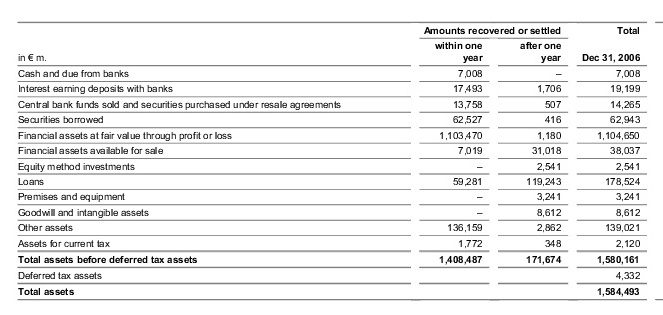 Amounts recovered or settled Total
in € m. within one year after one year Dec 31, 2006
Cash and due from banks 7,008 – 7,008
Interest earning deposits with banks 17,493 1,706 19,199
Central bank funds sold and securities purchased under resale agreements 13,758 507 14,265
Securities borrowed 62,527 416 62,943
Financial assets at fair value through profit or loss 1,103,470 1,180 1,104,650
Financial assets available for sale 7,019 31,018 38,037
Equity method investments – 2,541 2,541
Loans 59,281 119,243 178,524
Premises and equipment – 3,241 3,241
Goodwill and intangible assets – 8,612 8,612
Other assets 136,159 2,862 139,021
Assets for current tax 1,772 348 2,120
Total assets before deferred tax assets 1,408,487 171,674 1,580,161
Deferred tax assets 4,332
Total assets 1,584,493